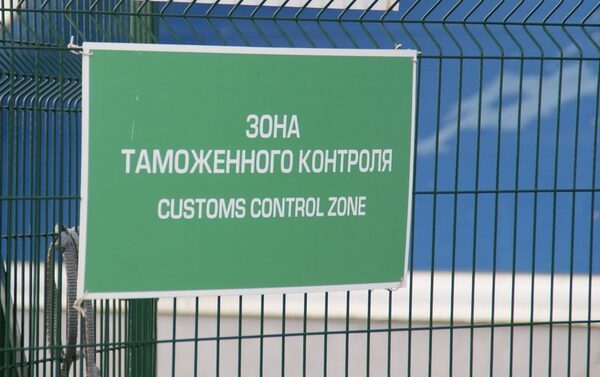 ЗОНА
ТАМОЖЕННОГО КОНТРОЛЯ
CUSTOMS CONTROL ZONE